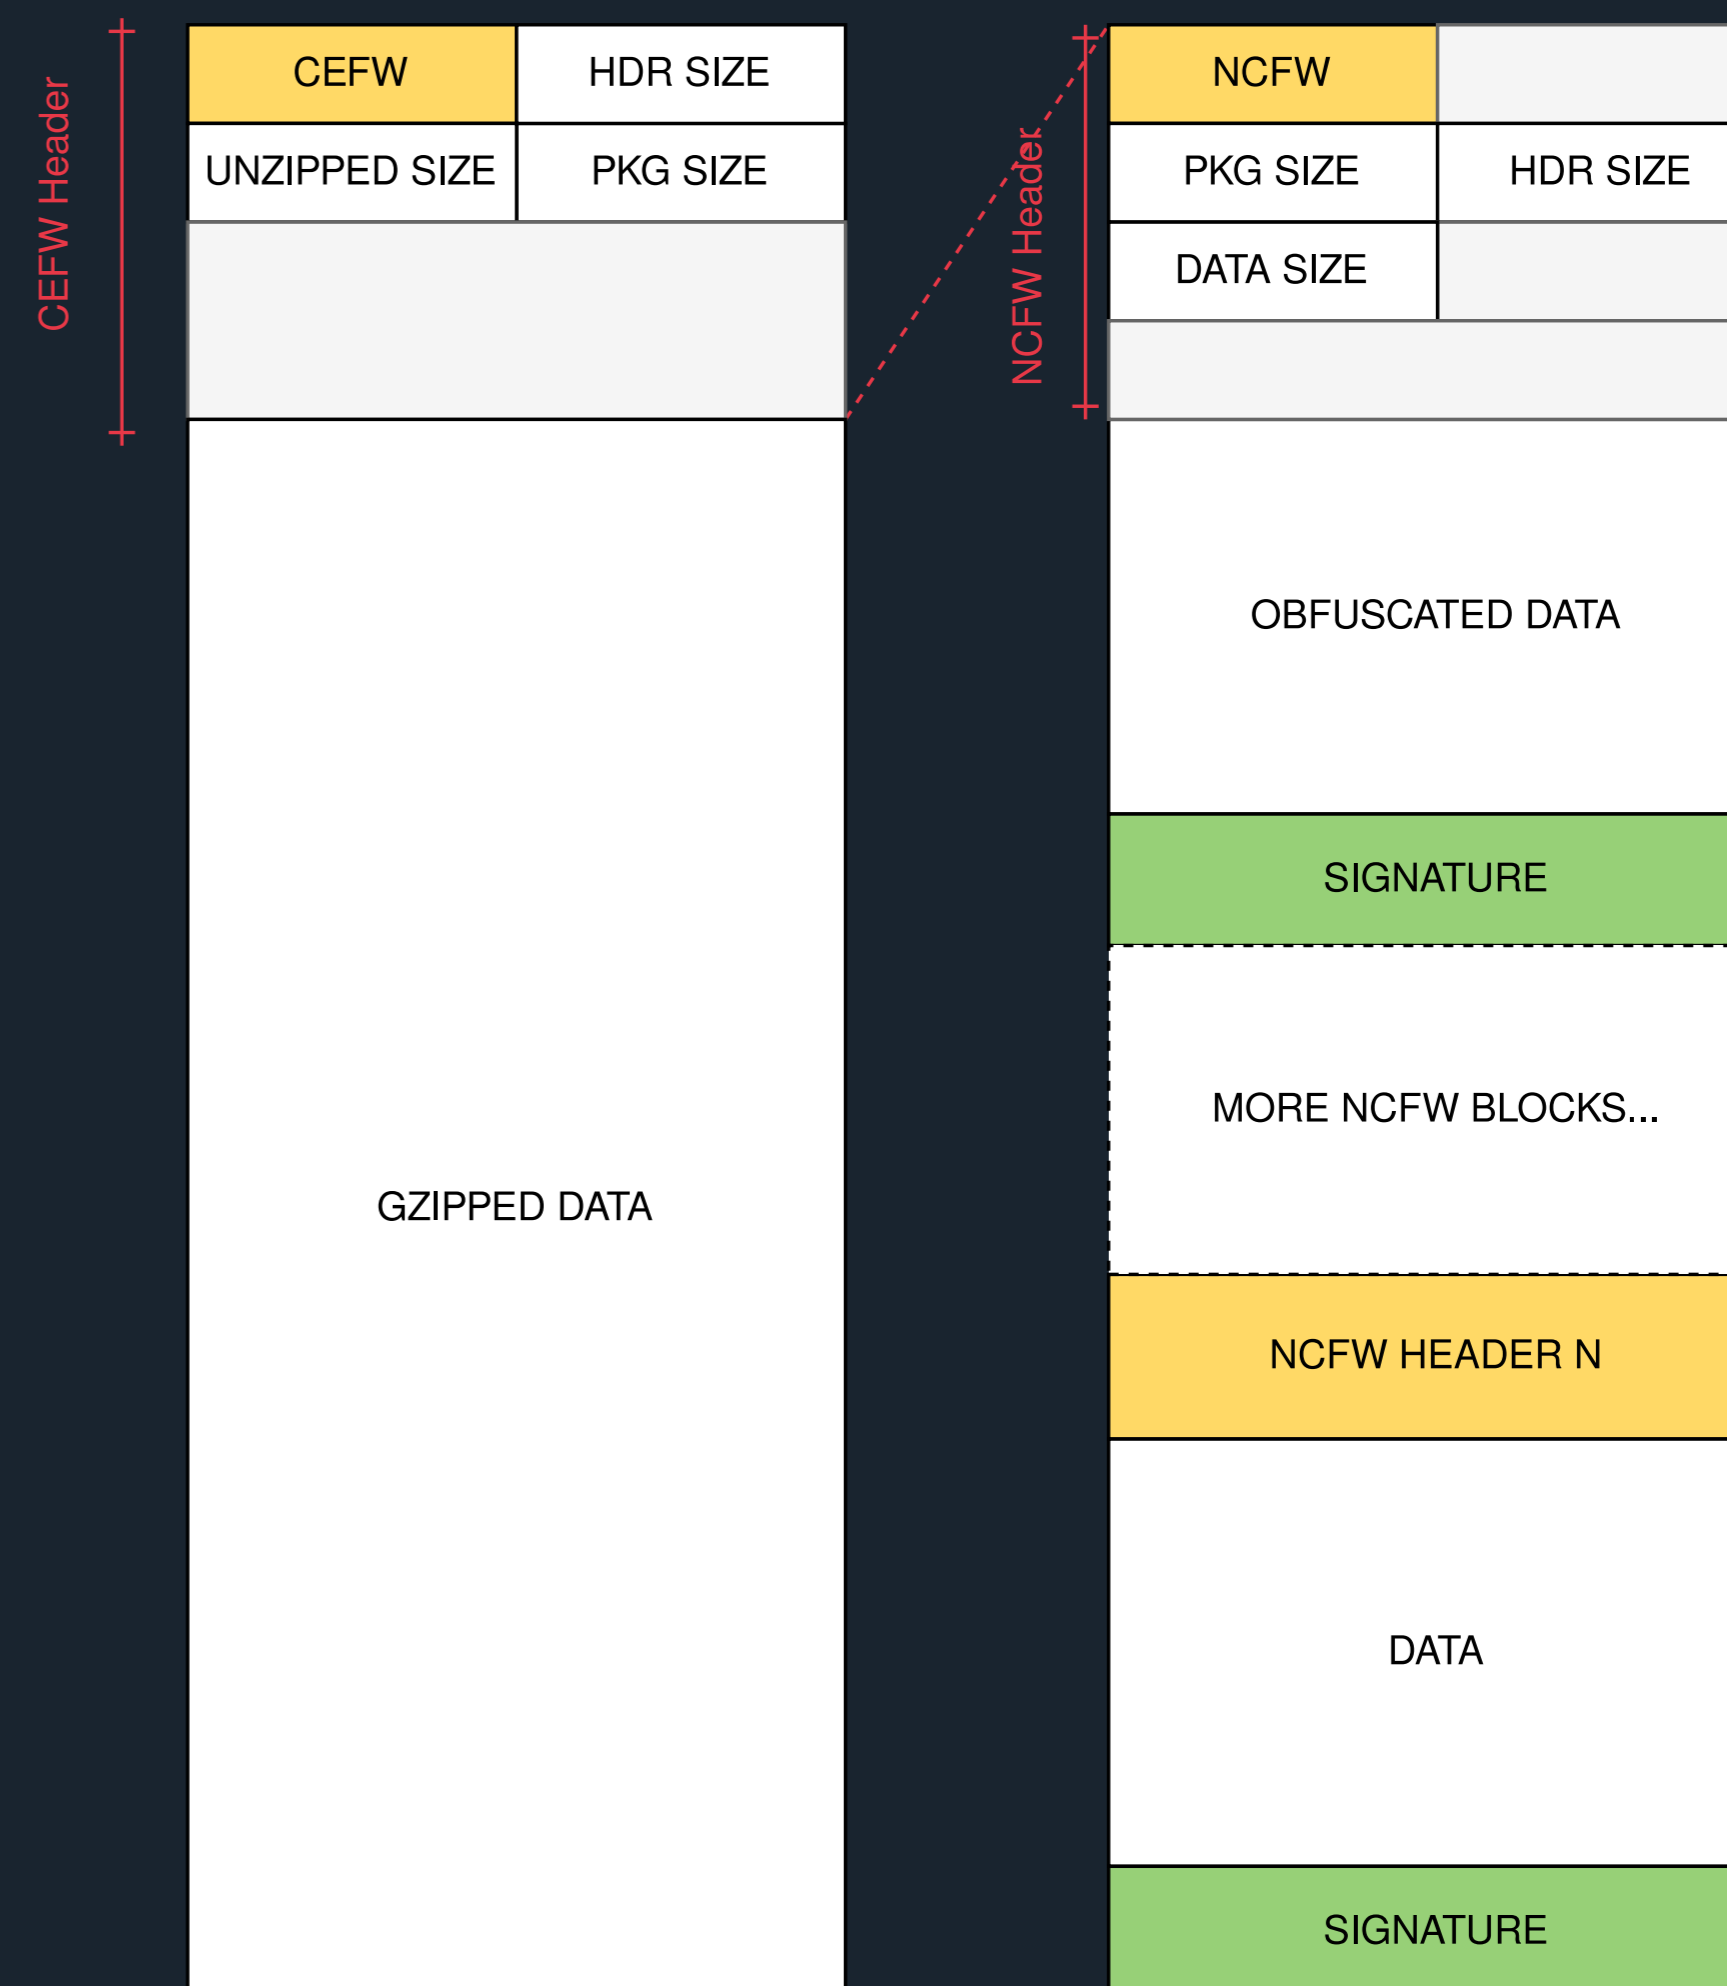 CEFW Header
CEFW
HDR SIZE
UNZIPPED SIZE
PKG SIZE
GZIPPED DATA
NCFW Header
NCFW
PKG SIZE
HDR SIZE
DATA SIZE
OBFUSCATED DATA
SIGNATURE
MORE NCFW BLOCKS...
NCFW HEADER N
DATA
SIGNATURE